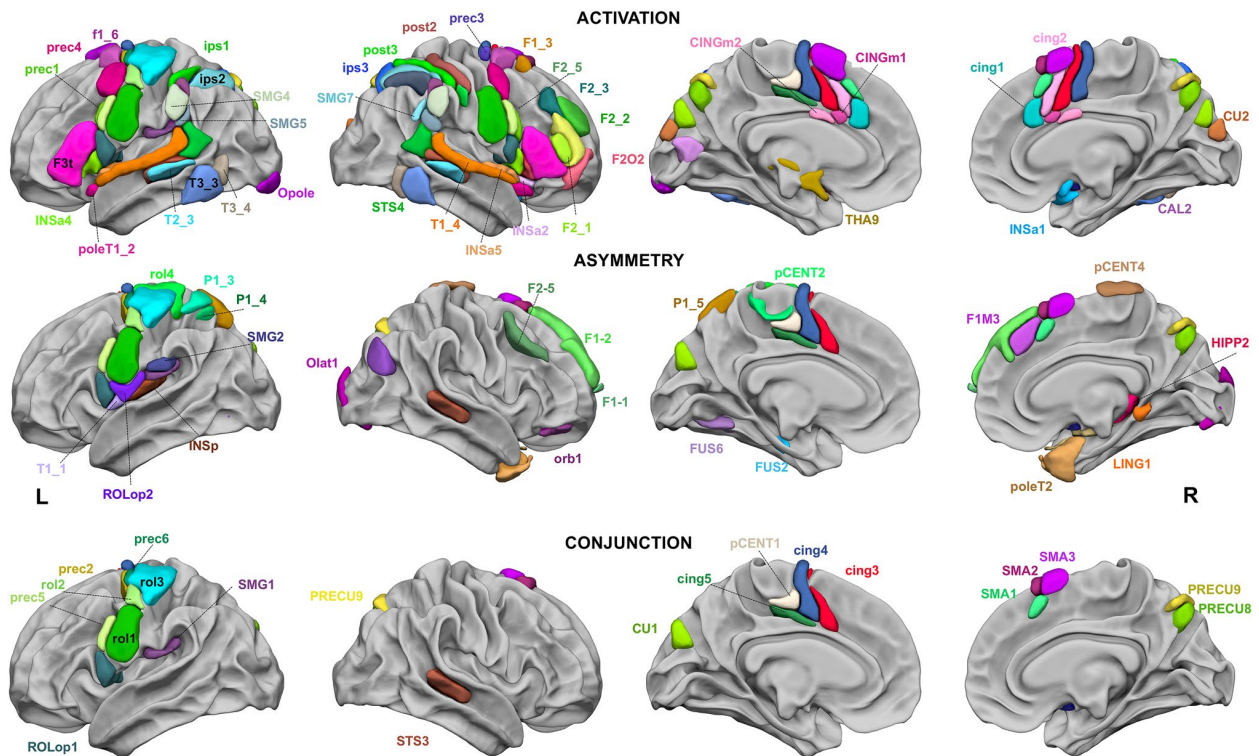 ACTIVATION
f1_6
prec4
ips1
prec1
ips2
SMG4
SMG5
F3t
T3_3
T3_4
Opole
INSa4
T2_3
poleT1_2
prec3
post2
post3
F1_3
ips3
F2_5
F2_3
SMG7
F2_2
STS4
T1_4
INSa2
F2_1
INSa5
CINGm2
CINGm1
F2O2
THA9
cing2
cing1
CU2
CAL2
INSa1
ASYMMETRY
rol4
P1_3
P1_4
SMG2
INSp
T1_1
ROLop2
L
F2-5
F1-2
Olat1
F1-1
orb1
pCENT2
P1_5
FUS6
FUS2
pCENT4
F1M3
HIPP2
LING1
poleT2
R
CONJUNCTION
prec6
prec2
rol3
rol2
prec5
SMG1
rol1
ROLop1
PRECU9
STS3
pCENT1
cing4
cing5
cing3
CU1
SMA3
SMA2
SMA1
PRECU9
PRECU8